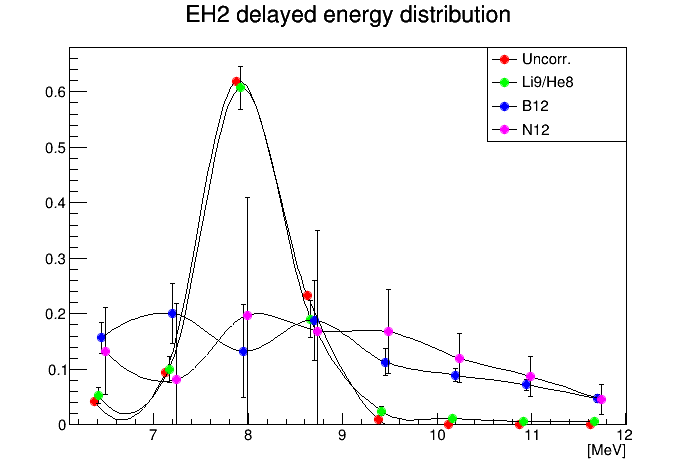 EH2 delayed energy distribution
Uncorr.
Li9/He8
B12
N12
0.6
0.5
0.4
0.3
0.2
0.1
0
7 8 9 10 11 12
[MeV]